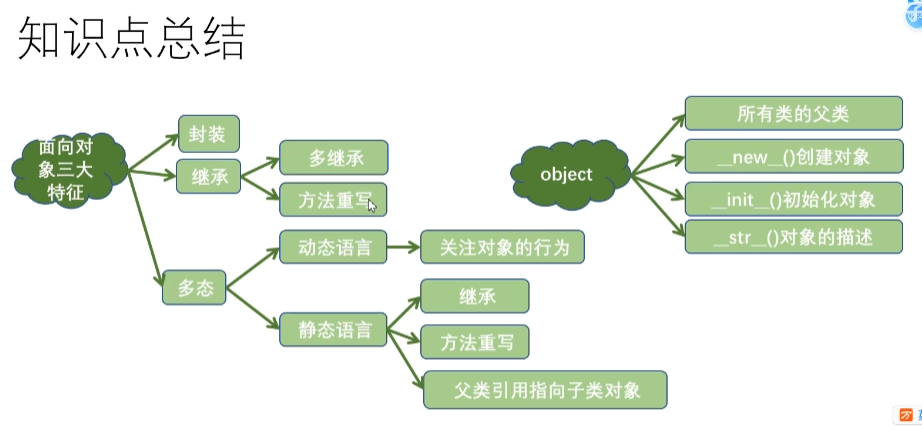 知识点总结
面向对
象三大
特征
封装
继承
多继承
方法重写
多态
动态语言
关注对象的行为
静态语言
继承
方法重写
父类引用指向子类对象
object
所有类的父类
__new__()创建对象
__init__()初始化对象
__str__()对象的描述